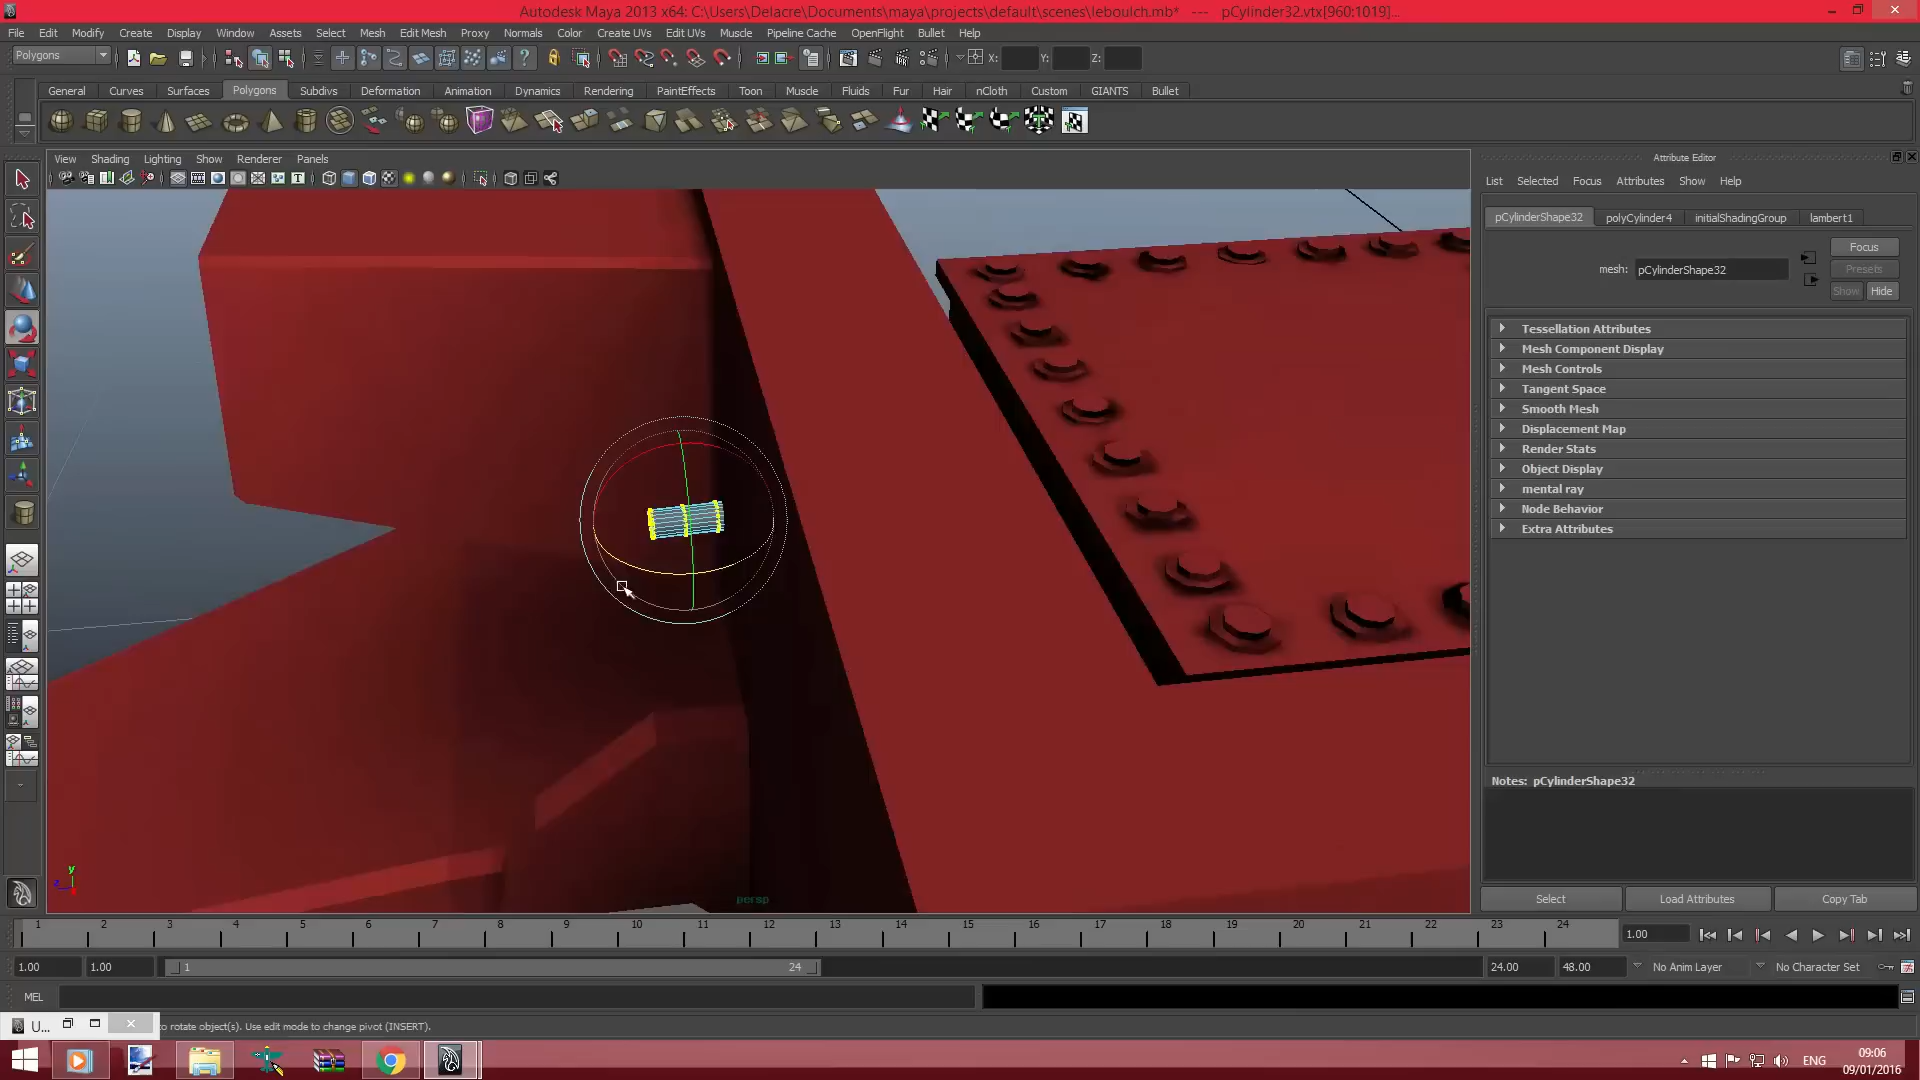 Autodesk Maya 2013 x64: C:\Users\Delacre\Documents\maya\projects\default\scenes\leboulch.mb* --- pCylinder32.vtx[960:1019]...
File Edit Modify Create Display Window Assets Select Mesh Edit Mesh Proxy Normals Color Create UVs Edit UVs Muscle Pipeline Cache OpenFlight Bullet Help
Polygons X: Y: Z:
General Curves Surfaces Polygons Subdivs Deformation Animation Dynamics Rendering PaintEffects Toon Muscle Fluids Fur Hair nCloth Custom GIANTS Bullet
View Shading Lighting Show Renderer Panels
Attribute Editor
List Selected Focus Attributes Show Help
pCylinderShape32 polyCylinder4 initialShadingGroup lambert1
Focus
mesh: pCylinderShape32
Presets
Show Hide
Tessellation Attributes
Mesh Component Display
Mesh Controls
Tangent Space
Smooth Mesh
Displacement Map
Render Stats
Object Display
mental ray
Node Behavior
Extra Attributes
Notes: pCylinderShape32
y
z
persp
Select Load Attributes Copy Tab
1 2 3 4 5 6 7 8 9 10 11 12 13 14 15 16 17 18 19 20 21 22 23 24 1.00
1.00 1.00 1 24 24.00 48.00 No Anim Layer No Character Set
MEL
U... to rotate object(s). Use edit mode to change pivot (INSERT).
ENG
09:06
09/01/2016